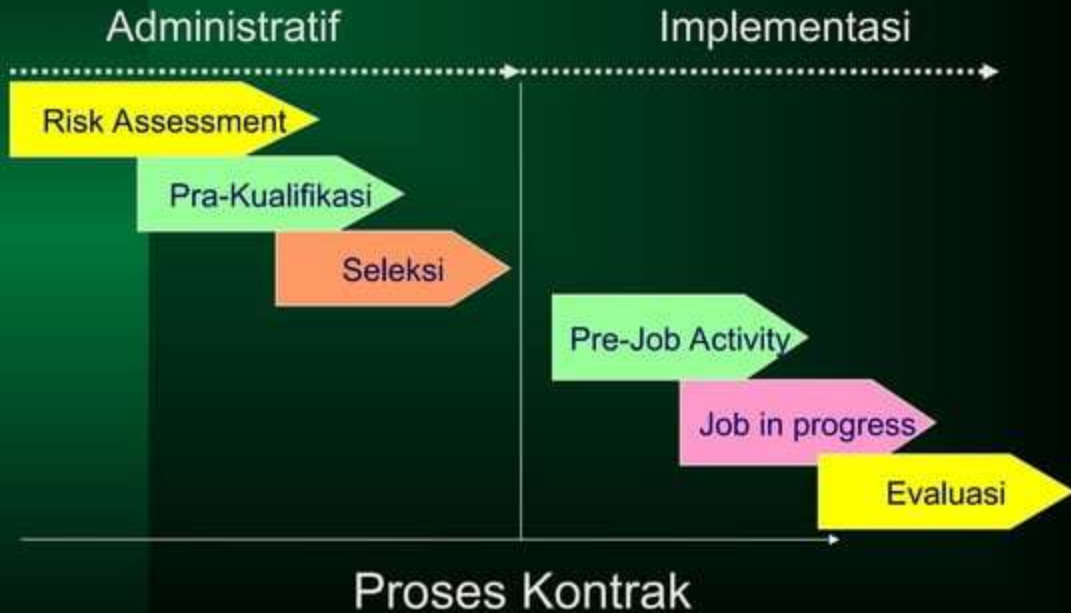 Administratif
Implementasi
Risk Assessment
Pra-Kualifikasi
Seleksi
Pre-Job Activity
Job in progress
Evaluasi
Proses Kontrak